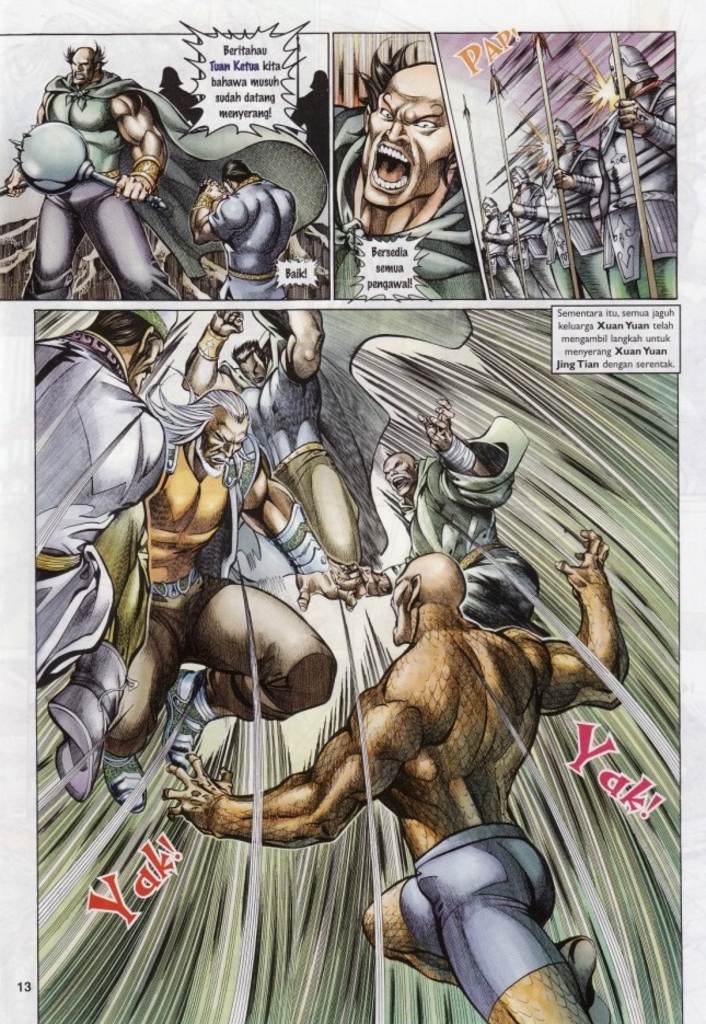 Beritahau
Tuan Ketua kita
bahawa musuh
sudah datang
menyerang!
Baik!
Bersedia
semua
pengawal!
PAP!
Sementara itu, semua jaguh
keluarga Xuan Yuan telah
mengambil langkah untuk
menyerang Xuan Yuan
Jing Tian dengan serentak.
Yak!
Yak!
13